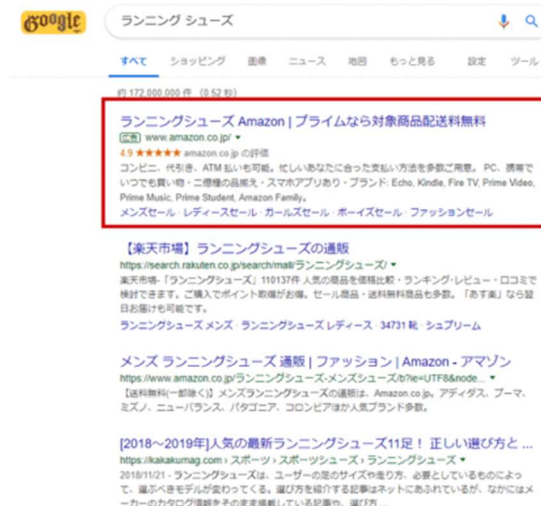 Google
ランニング シューズ
すべて ショッピング 画像 ニュース 地図 もっと見る 設定 ツール
約 172,000,000 件 (0.52 秒)
ランニングシューズ Amazon | プライムなら対象商品配送料無料
広告 www.amazon.co.jp/
4.9 ★★★★★ amazon.co.jp の評価
コンビニ、代引き、ATM 払いも可能。忙しいあなたに合った支払い方法を多数ご用意。 PC、携帯で
いつでも買い物・二億種の品揃え・スマホアプリあり・ブランド: Echo, Kindle, Fire TV, Prime Video,
Prime Music, Prime Student, Amazon Family,
メンズセール · レディースセール · ガールズセール · ボーイズセール · ファッションセール
【楽天市場】ランニングシューズの通販
https://search.rakuten.co.jp/search/mall/ランニングシューズ/
楽天市場-「ランニングシューズ」110137件 人気の商品を価格比較・ランキング・レビュー・口コミで
検討できます。ご購入でポイント取得がお得。セール商品・送料無料商品も多数。「あす楽」なら翌
日お届けも可能です。
ランニングシューズ メンズ · ランニングシューズ レディース · 34731 靴 · シュプリーム
メンズ ランニングシューズ 通販 | ファッション | Amazon - アマゾン
https://www.amazon.co.jp/ランニングシューズ-メンズシューズ/b?ie=UTF8&node...
【送料無料(一部除く)】メンズランニングシューズの通販は、Amazon.co.jp。アディダス、プーマ、
ミズノ、ニューバランス、パタゴニア、コロンビアほか人気ブランド多数。
[2018～2019年]人気の最新ランニングシューズ11足！ 正しい選び方と ...
https://kakakumag.com › スポーツ › スポーツシューズ › ランニングシューズ
2018/11/21 - ランニングシューズは、ユーザーの足のサイズや走り方、必要としているものによっ
て、選ぶべきモデルが変わってくる。選び方を紹介する記事はネットにあふれているが、なかにはメ
ーカーのカタログ情報をそのまま掲載している記事や、選び方 ...